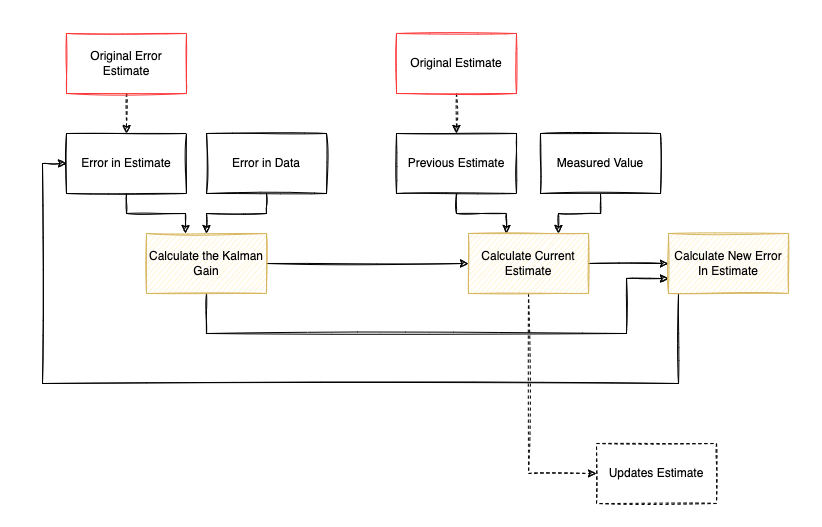 Original Error
Estimate
Original Estimate
Error in Estimate
Error in Data
Previous Estimate
Measured Value
Calculate the Kalman
Gain
Calculate Current
Estimate
Calculate New Error
In Estimate
Updates Estimate